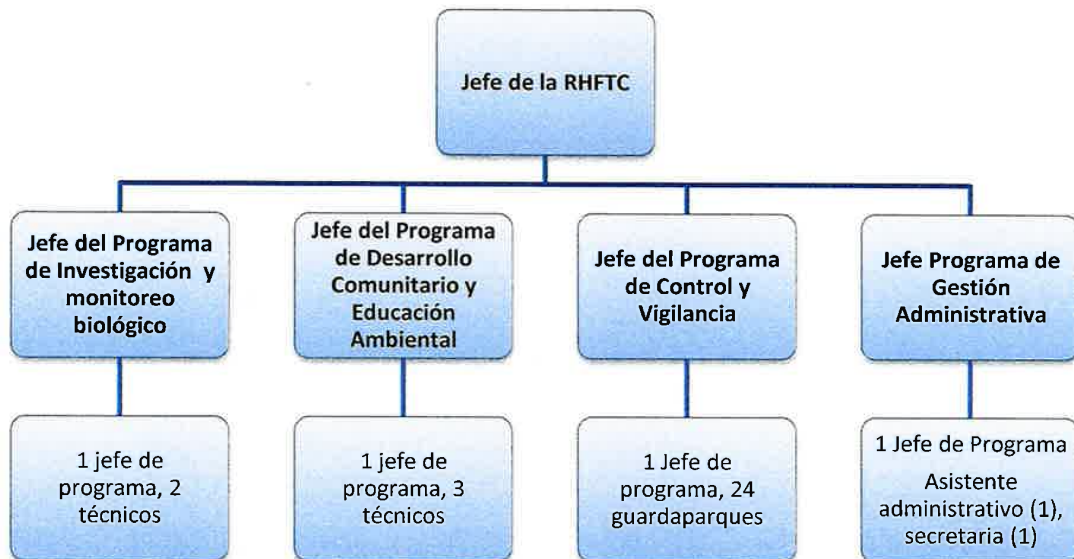 Jefe de la RHFTC
Jefe del Programa
de Investigación y
monitoreo
biológico
Jefe del Programa
de Desarrollo
Comunitario y
Educación
Ambiental
Jefe del Programa
de Control y
Vigilancia
Jefe Programa de
Gestión
Administrativa
1 jefe de
programa, 2
técnicos
1 jefe de
programa, 3
técnicos
1 Jefe de
programa, 24
guardaparques
1 Jefe de Programa
Asistente
administrativo (1),
secretaria (1)